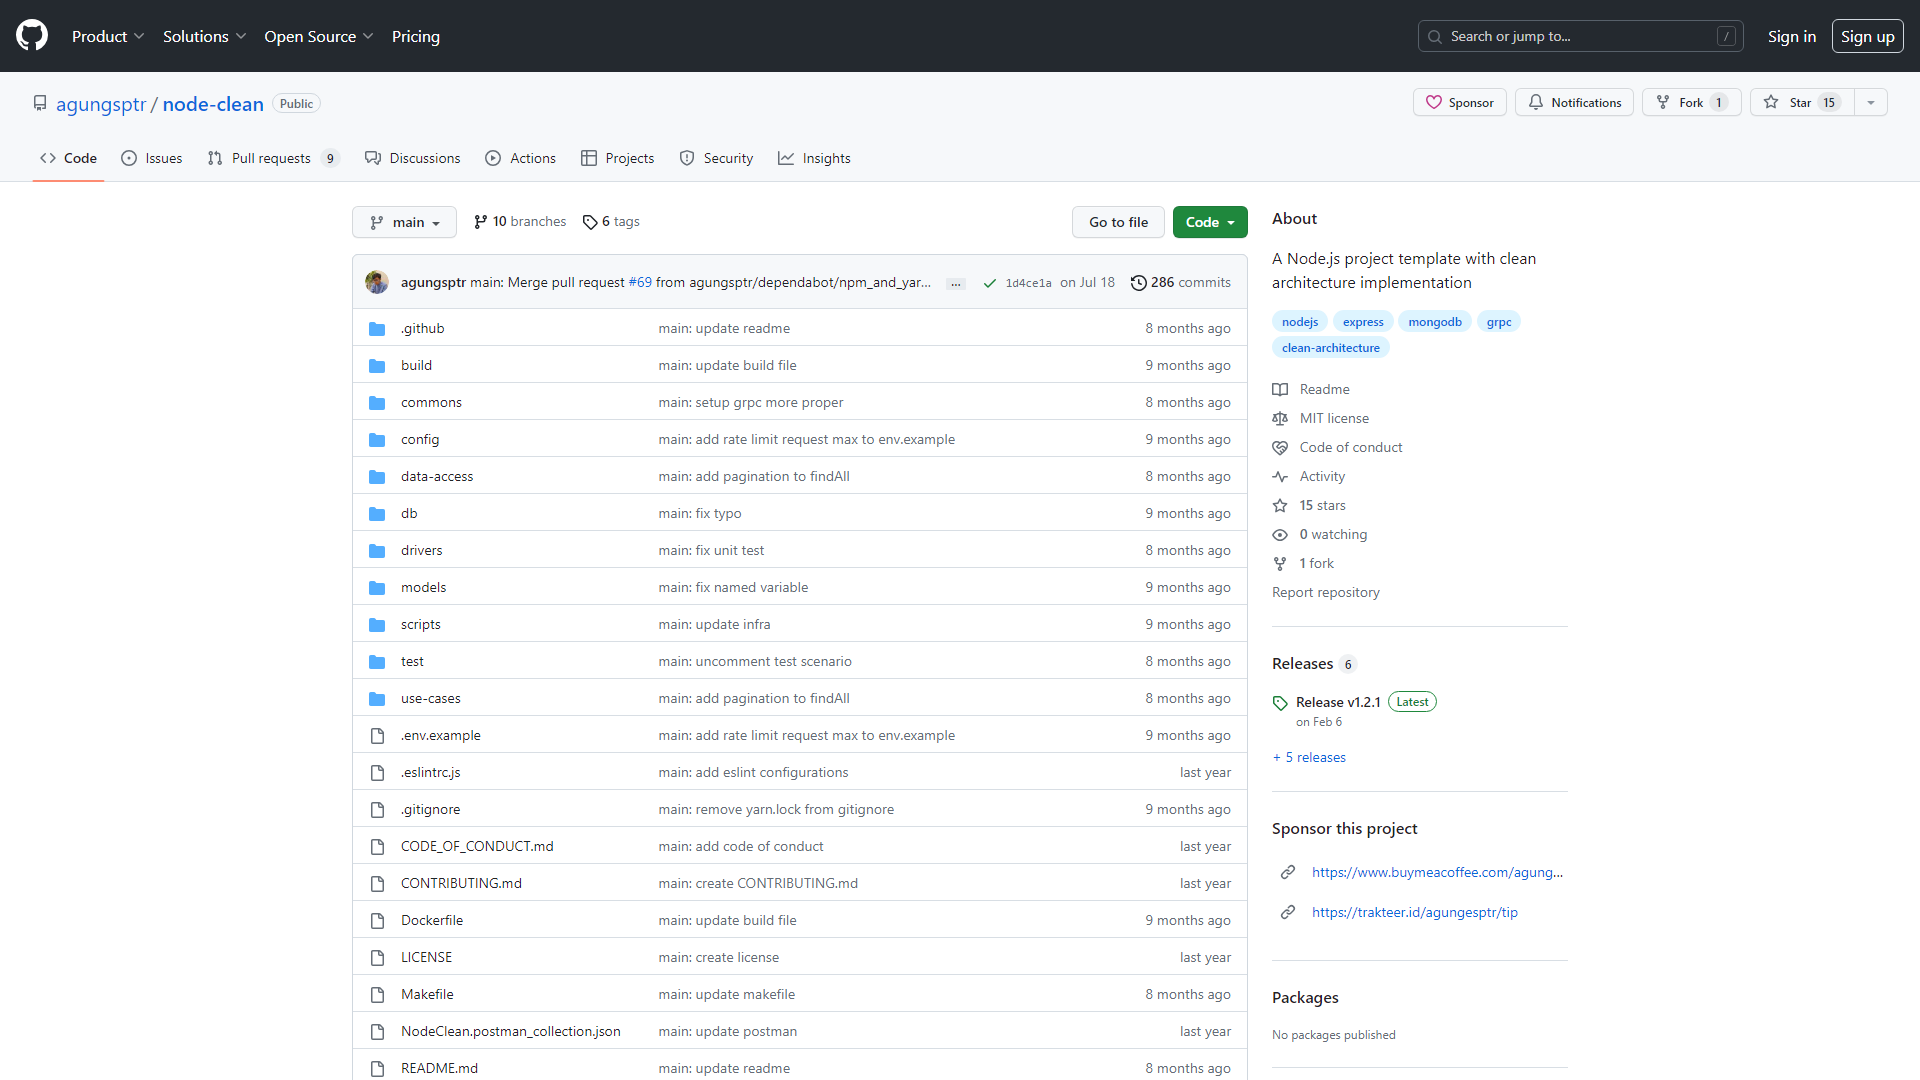 Product Solutions Open Source Pricing Search or jump to... / Sign in Sign up
agungsptr / node-clean Public Sponsor Notifications Fork 1 Star 15
Code Issues Pull requests 9 Discussions Actions Projects Security Insights
main 10 branches 6 tags Go to file Code
agungsptr main: Merge pull request #69 from agungsptr/dependabot/npm_and_yar... ... 1d4ce1a on Jul 18 286 commits
.github main: update readme 8 months ago
build main: update build file 9 months ago
commons main: setup grpc more proper 8 months ago
config main: add rate limit request max to env.example 9 months ago
data-access main: add pagination to findAll 8 months ago
db main: fix typo 9 months ago
drivers main: fix unit test 8 months ago
models main: fix named variable 9 months ago
scripts main: update infra 9 months ago
test main: uncomment test scenario 8 months ago
use-cases main: add pagination to findAll 8 months ago
.env.example main: add rate limit request max to env.example 9 months ago
.eslintrc.js main: add eslint configurations last year
.gitignore main: remove yarn.lock from gitignore 9 months ago
CODE_OF_CONDUCT.md main: add code of conduct last year
CONTRIBUTING.md main: create CONTRIBUTING.md last year
Dockerfile main: update build file 9 months ago
LICENSE main: create license last year
Makefile main: update makefile 8 months ago
NodeClean.postman_collection.json main: update postman last year
README.md main: update readme 8 months ago
About
A Node.js project template with clean
architecture implementation
nodejs express mongodb grpc
clean-architecture
Readme
MIT license
Code of conduct
Activity
15 stars
0 watching
1 fork
Report repository
Releases 6
Release v1.2.1 Latest
on Feb 6
+ 5 releases
Sponsor this project
https://www.buymeacoffee.com/agung...
https://trakteer.id/agungesptr/tip
Packages
No packages published